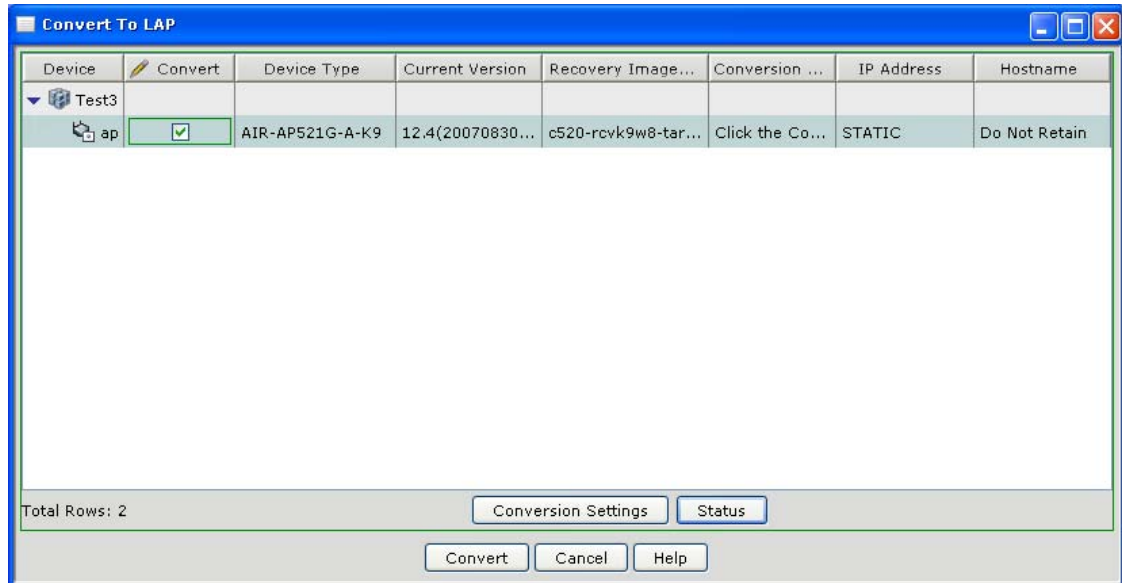 Convert To LAP
Device Convert Device Type Current Version Recovery Image... Conversion ... IP Address Hostname
Test3
ap AIR-AP521G-A-K9 12.4(20070830... c520-rcvk9w8-tar... Click the Co... STATIC Do Not Retain
Total Rows: 2 Conversion Settings Status
Convert Cancel Help